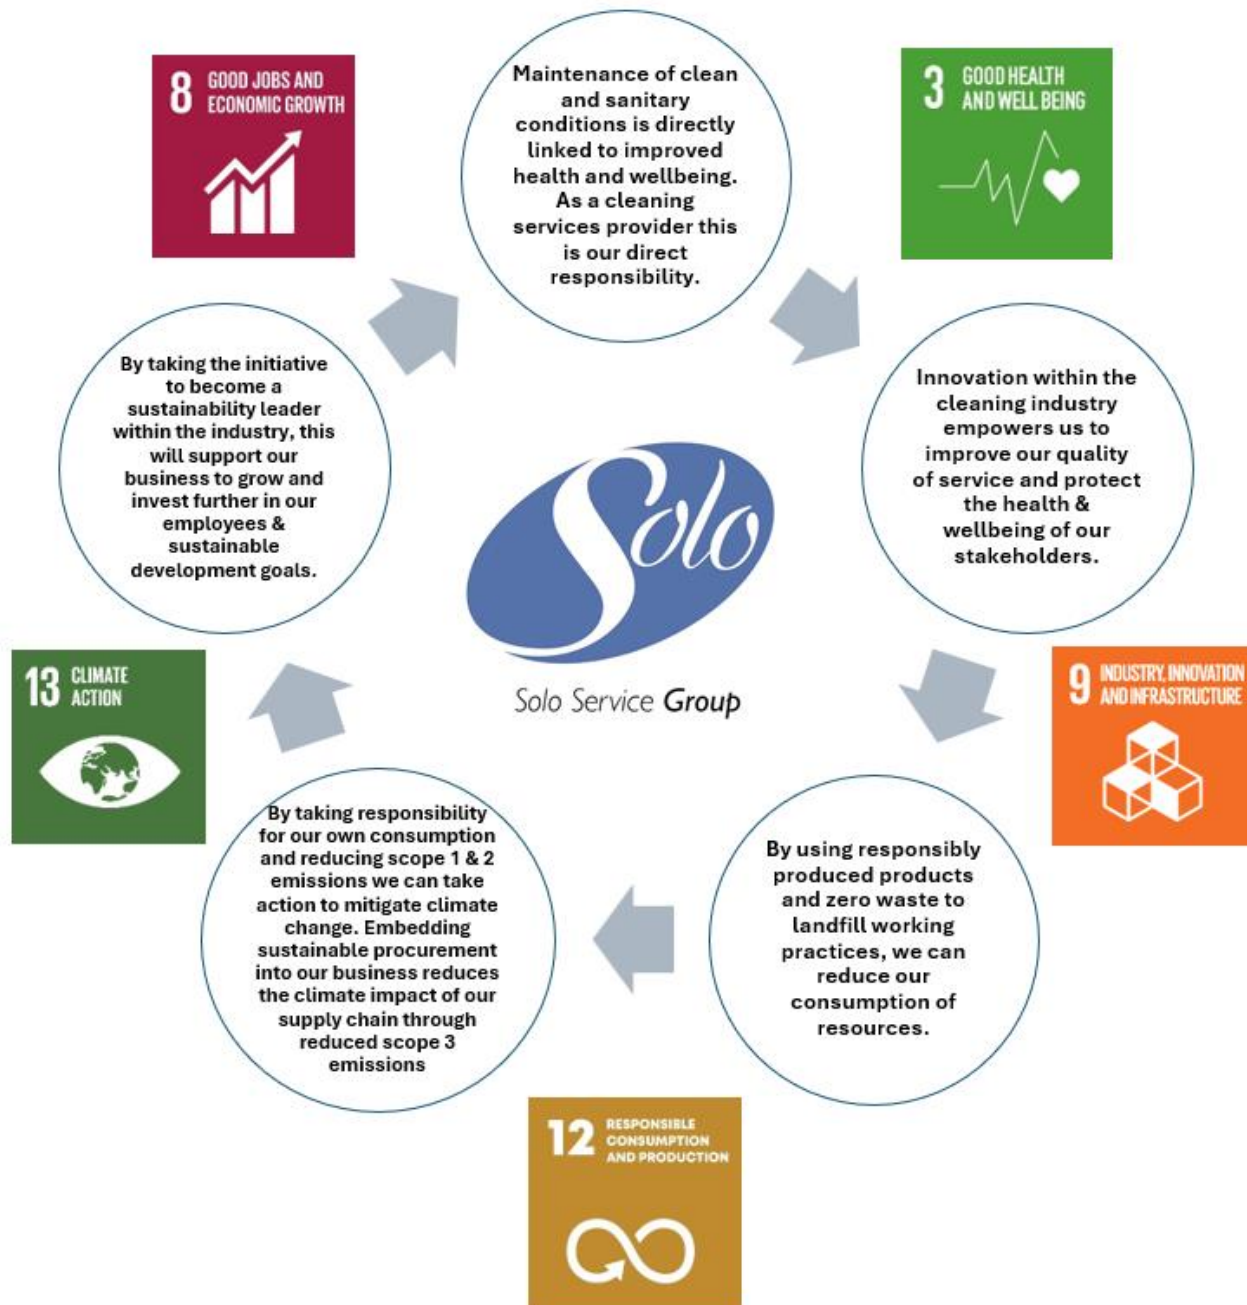 8 GOOD JOBS AND
ECONOMIC GROWTH
Maintenance of clean
and sanitary
conditions is directly
linked to improved
health and wellbeing.
As a cleaning
services provider this
is our direct
responsibility.
3 GOOD HEALTH
AND WELL BEING
By taking the initiative
to become a
sustainability leader
within the industry, this
will support our
business to grow and
invest further in our
employees &
sustainable
development goals.
Innovation within the
cleaning industry
empowers us to
improve our quality
of service and protect
the health &
wellbeing of our
stakeholders.
Solo
Solo Service Group
13 CLIMATE
ACTION
9 INDUSTRY, INNOVATION
AND INFRASTRUCTURE
By taking responsibility
for our own consumption
and reducing scope 1 & 2
emissions we can take
action to mitigate climate
change. Embedding
sustainable procurement
into our business reduces
the climate impact of our
supply chain through
reduced scope 3
emissions
By using responsibly
produced products
and zero waste to
landfill working
practices, we can
reduce our
consumption of
resources.
12 RESPONSIBLE
CONSUMPTION
AND PRODUCTION